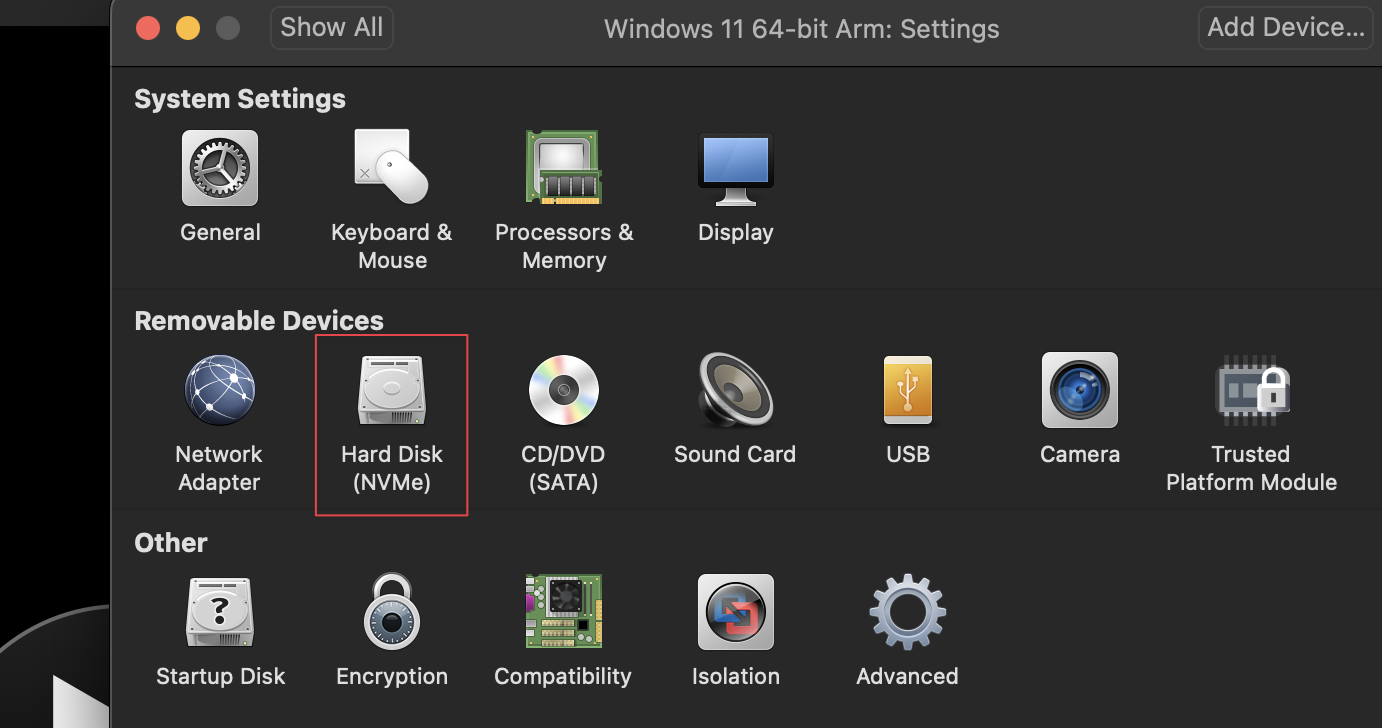 Show All
Windows 11 64-bit Arm: Settings
Add Device...
System Settings
General
Keyboard &
Mouse
Processors &
Memory
Display
Removable Devices
Network
Adapter
Hard Disk
(NVMe)
CD/DVD
(SATA)
Sound Card
USB
Camera
Trusted
Platform Module
Other
Startup Disk
Encryption
Compatibility
Isolation
Advanced